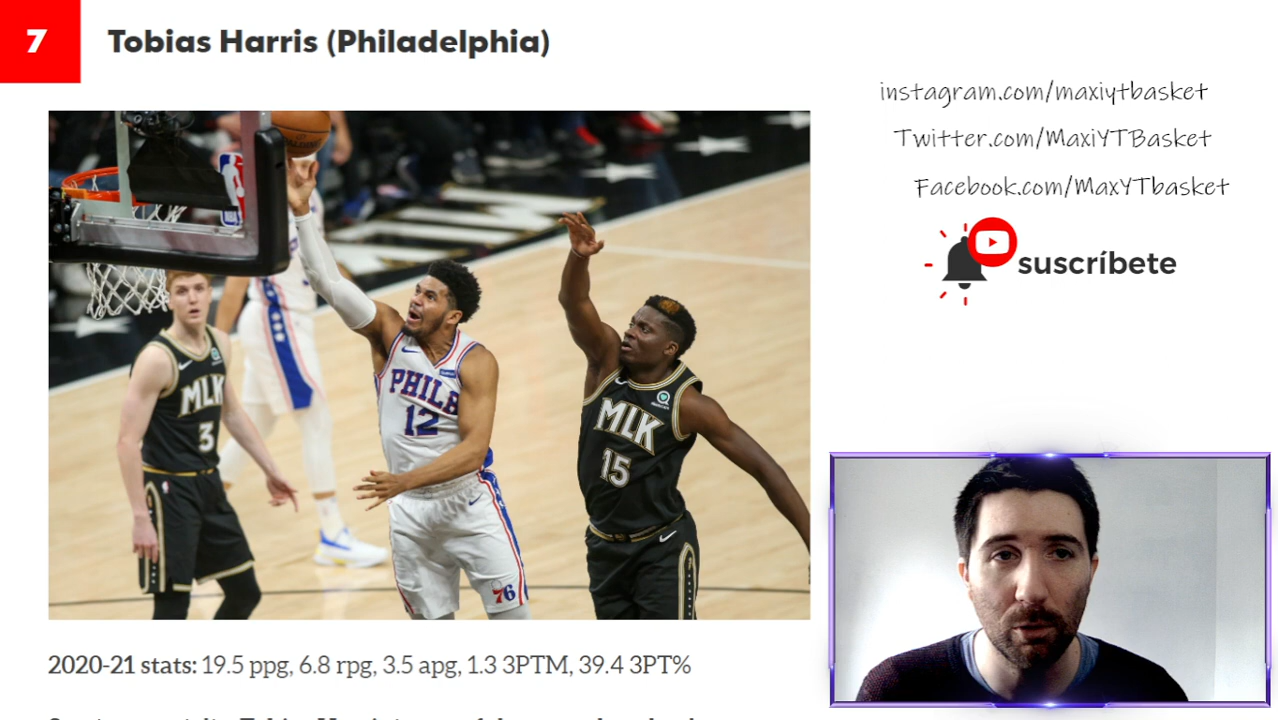 7
Tobias Harris (Philadelphia)
instagram.com/maxiytbasket
Twitter.com/MaxiYTBasket
Facebook.com/MaxYTbasket
suscríbete
SPALDING
NBA
MLK
3
PHILA
12
76
MLK
15
2020-21 stats: 19.5 ppg, 6.8 rpg, 3.5 apg, 1.3 3PTM, 39.4 3PT%